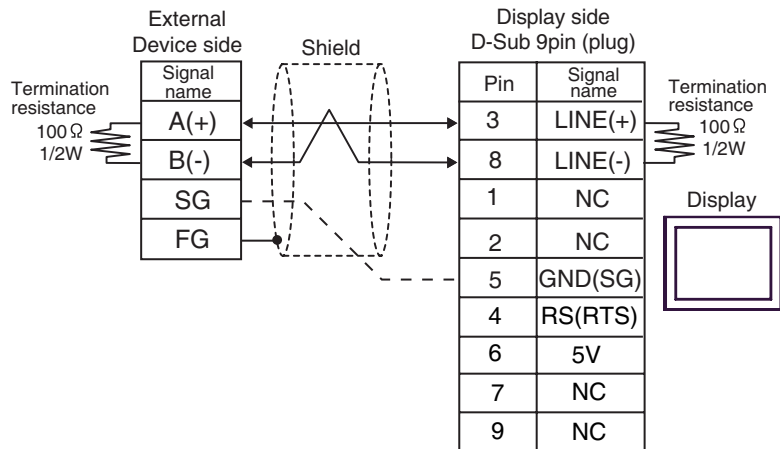 External
Device side
Shield
Display side
D-Sub 9pin (plug)
Termination
resistance
100Ω
1/2W
Signal
name
A(+)
B(-)
SG
FG
Pin
Signal
name
3 LINE(+)
8 LINE(-)
1 NC
2 NC
5 GND(SG)
4 RS(RTS)
6 5V
7 NC
9 NC
Termination
resistance
100Ω
1/2W
Display